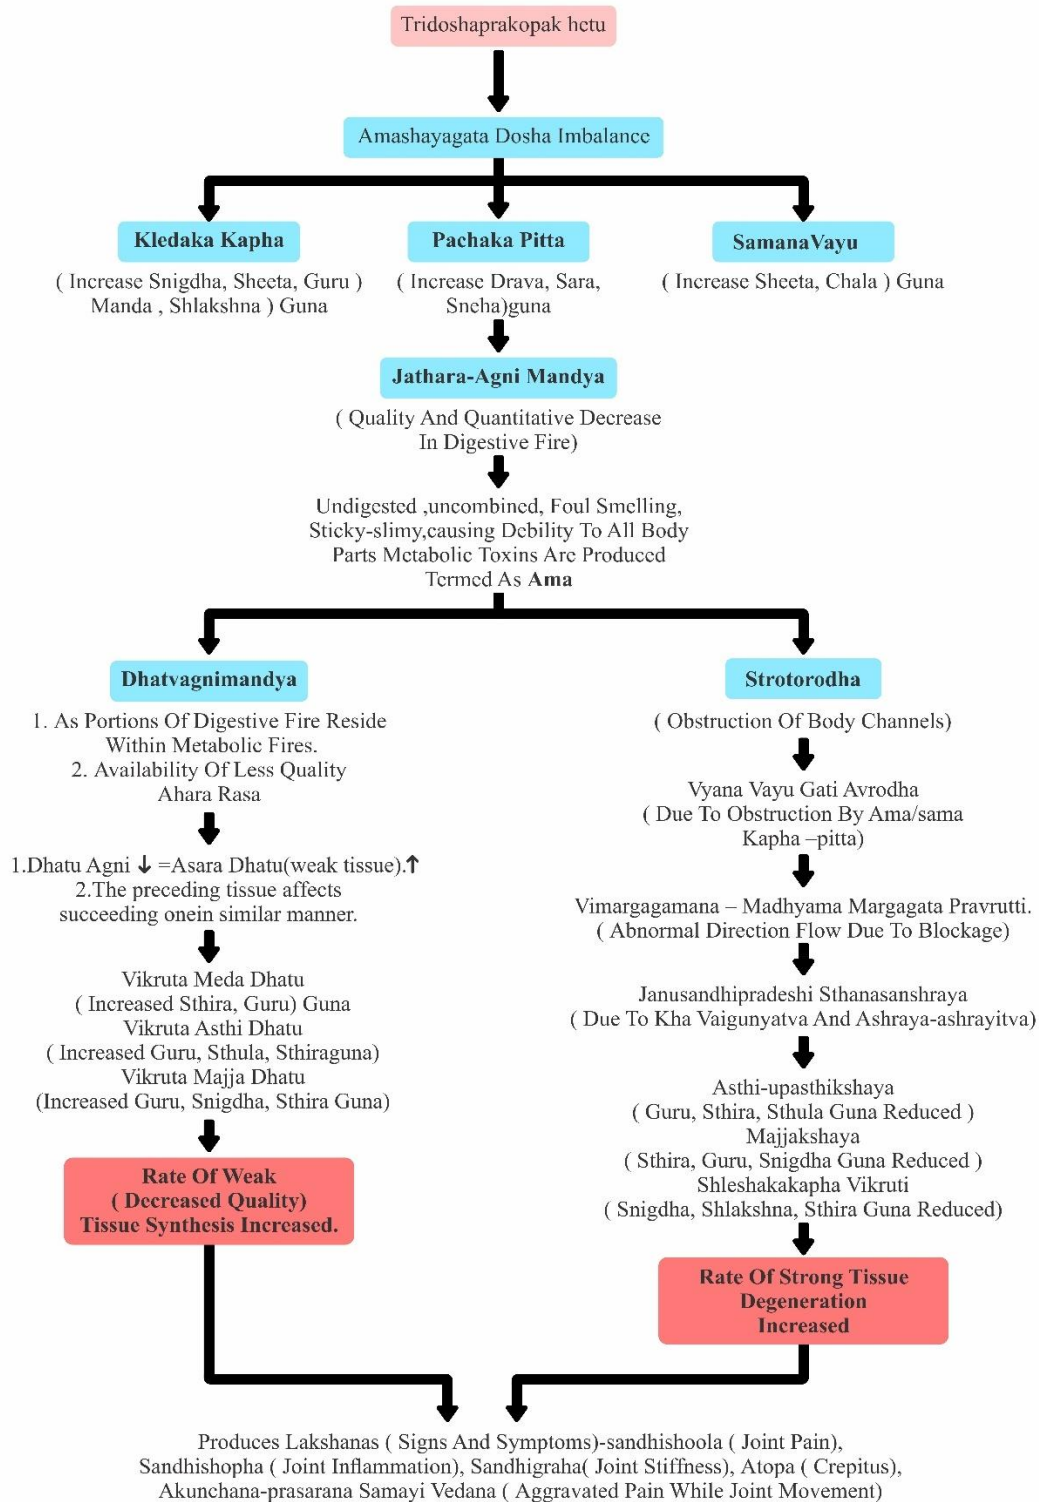 Tridoshaprakopak hetu
Amashayagata Dosha Imbalance
Kledaka Kapha
( Increase Snigdha, Sheeta, Guru )
Manda , Shlakshna ) Guna
Pachaka Pitta
( Increase Drava, Sara,
Sneha)guna
SamanaVayu
( Increase Sheeta, Chala ) Guna
Jathara-Agni Mandya
( Quality And Quantitative Decrease
In Digestive Fire)
Undigested ,uncombined, Foul Smelling,
Sticky-slimy,causing Debility To All Body
Parts Metabolic Toxins Are Produced
Termed As Ama
Dhatvagnimandya
1. As Portions Of Digestive Fire Reside
Within Metabolic Fires.
2. Availability Of Less Quality
Ahara Rasa
1.Dhatu Agni ↓ =Asara Dhatu(weak tissue).↑
2.The preceding tissue affects
succeeding onein similar manner.
Vikruta Meda Dhatu
( Increased Sthira, Guru) Guna
Vikruta Asthi Dhatu
( Increased Guru, Sthula, Sthiraguna)
Vikruta Majja Dhatu
(Increased Guru, Snigdha, Sthira Guna)
Rate Of Weak
( Decreased Quality)
Tissue Synthesis Increased.
Strotorodha
( Obstruction Of Body Channels)
Vyana Vayu Gati Avrodha
( Due To Obstruction By Ama/sama
Kapha –pitta)
Vimargagamana – Madhyama Margagata Pravrutti.
( Abnormal Direction Flow Due To Blockage)
Janusandhipradeshi Sthanasanshraya
( Due To Kha Vaigunyatva And Ashraya-ashrayitva)
Asthi-upasthikshaya
( Guru, Sthira, Sthula Guna Reduced )
Majjakshaya
( Sthira, Guru, Snigdha Guna Reduced )
Shleshakakapha Vikruti
( Snigdha, Shlakshna, Sthira Guna Reduced)
Rate Of Strong Tissue
Degeneration
Increased
Produces Lakshanas ( Signs And Symptoms)-sandhishoola ( Joint Pain),
Sandhishopha ( Joint Inflammation), Sandhigraha( Joint Stiffness), Atopa ( Crepitus),
Akunchana-prasarana Samayi Vedana ( Aggravated Pain While Joint Movement)